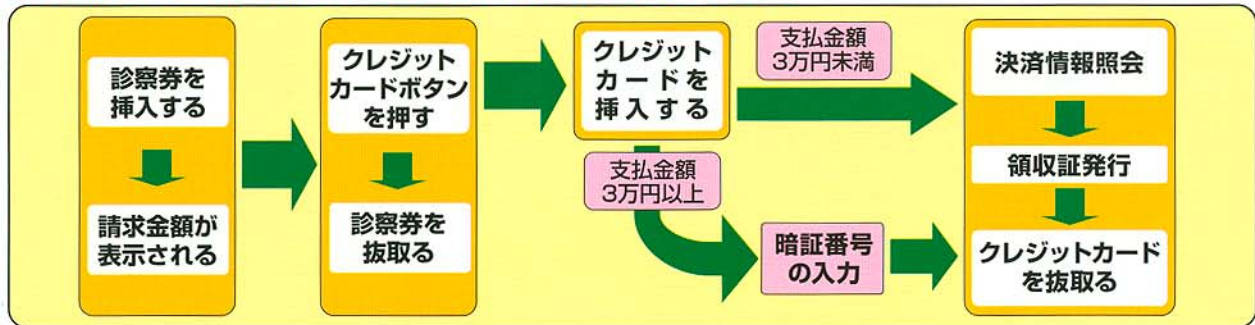 診察券を
挿入する
請求金額が
表示される
クレジット
カードボタン
を押す
診察券を
抜取る
クレジット
カードを
挿入する
支払金額
3万円未満
支払金額
3万円以上
暗証番号
の入力
決済情報照会
領収証発行
クレジットカード
を抜取る